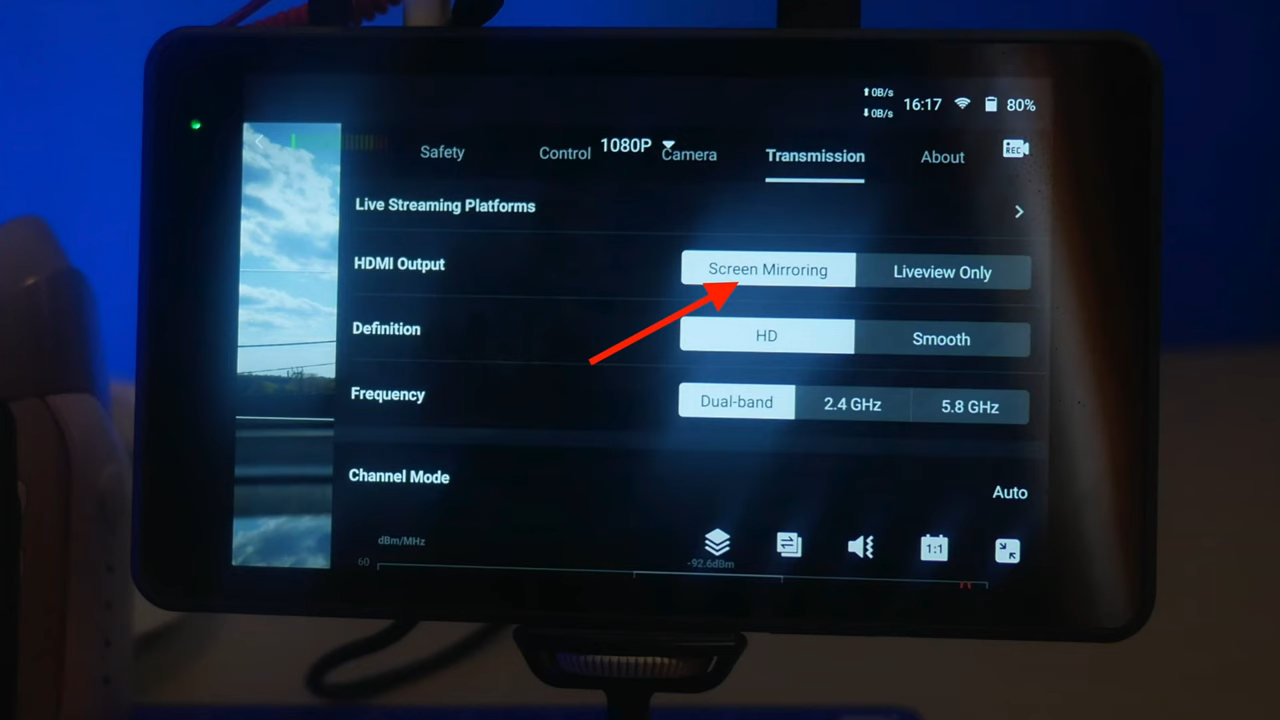 0B/s
0B/s
16:17
80%
Safety
Control
1080P
Camera
Transmission
About
REC
Live Streaming Platforms
HDMI Output
Screen Mirroring
Liveview Only
Definition
HD
Smooth
Frequency
Dual-band
2.4 GHz
5.8 GHz
Channel Mode
Auto
dBm/MHz
1:1
60
-92.6dBm